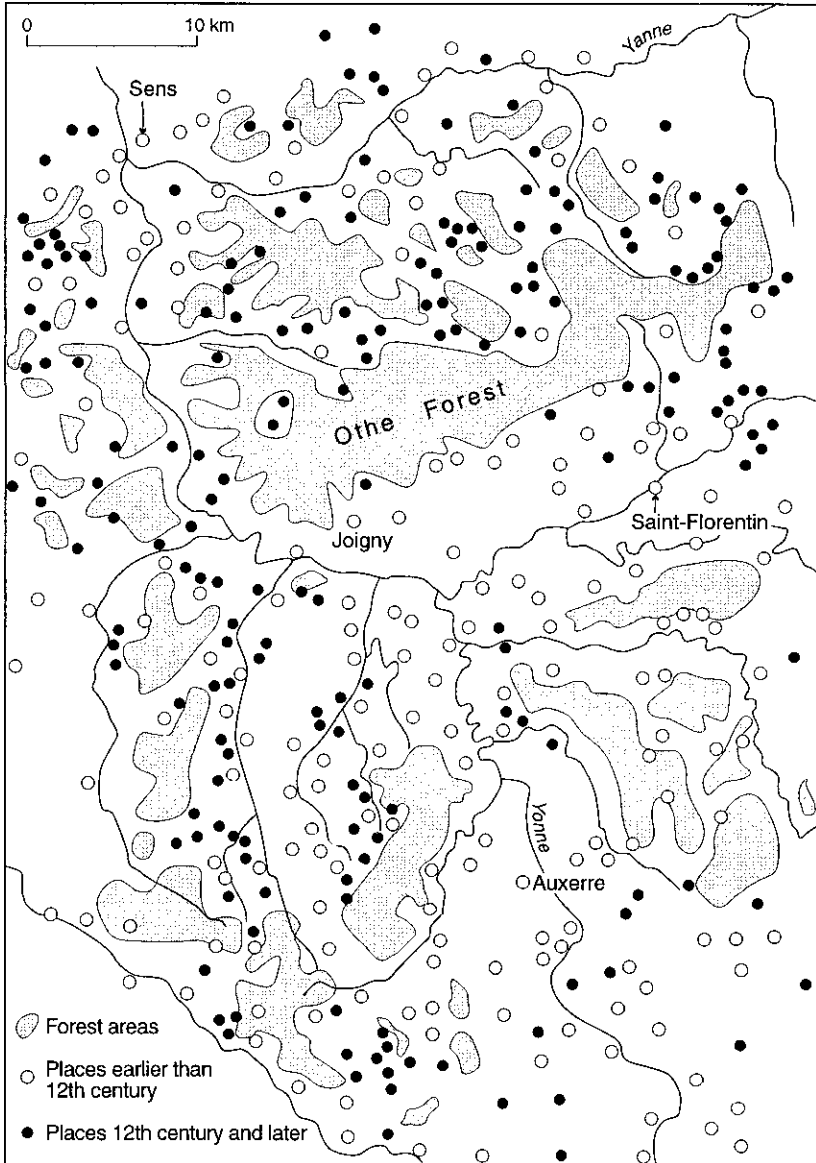 0 10 km
Yanne
Sens
Othe Forest
Saint-Florentin
Joigny
Yonne
Auxerre
Forest areas
Places earlier than
12th century
Places 12th century and later